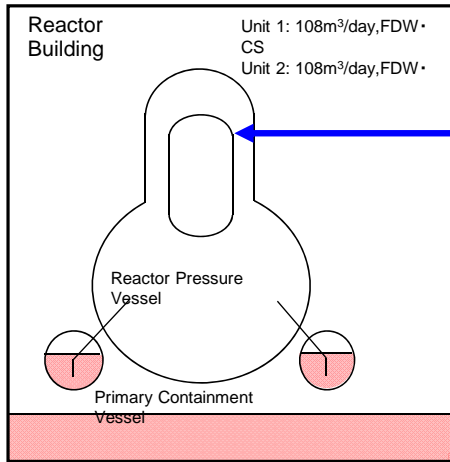 Reactor
Building
Unit 1: 108m³/day,FDW・
CS
Unit 2: 108m³/day,FDW・
Reactor Pressure
Vessel
Primary Containment
Vessel